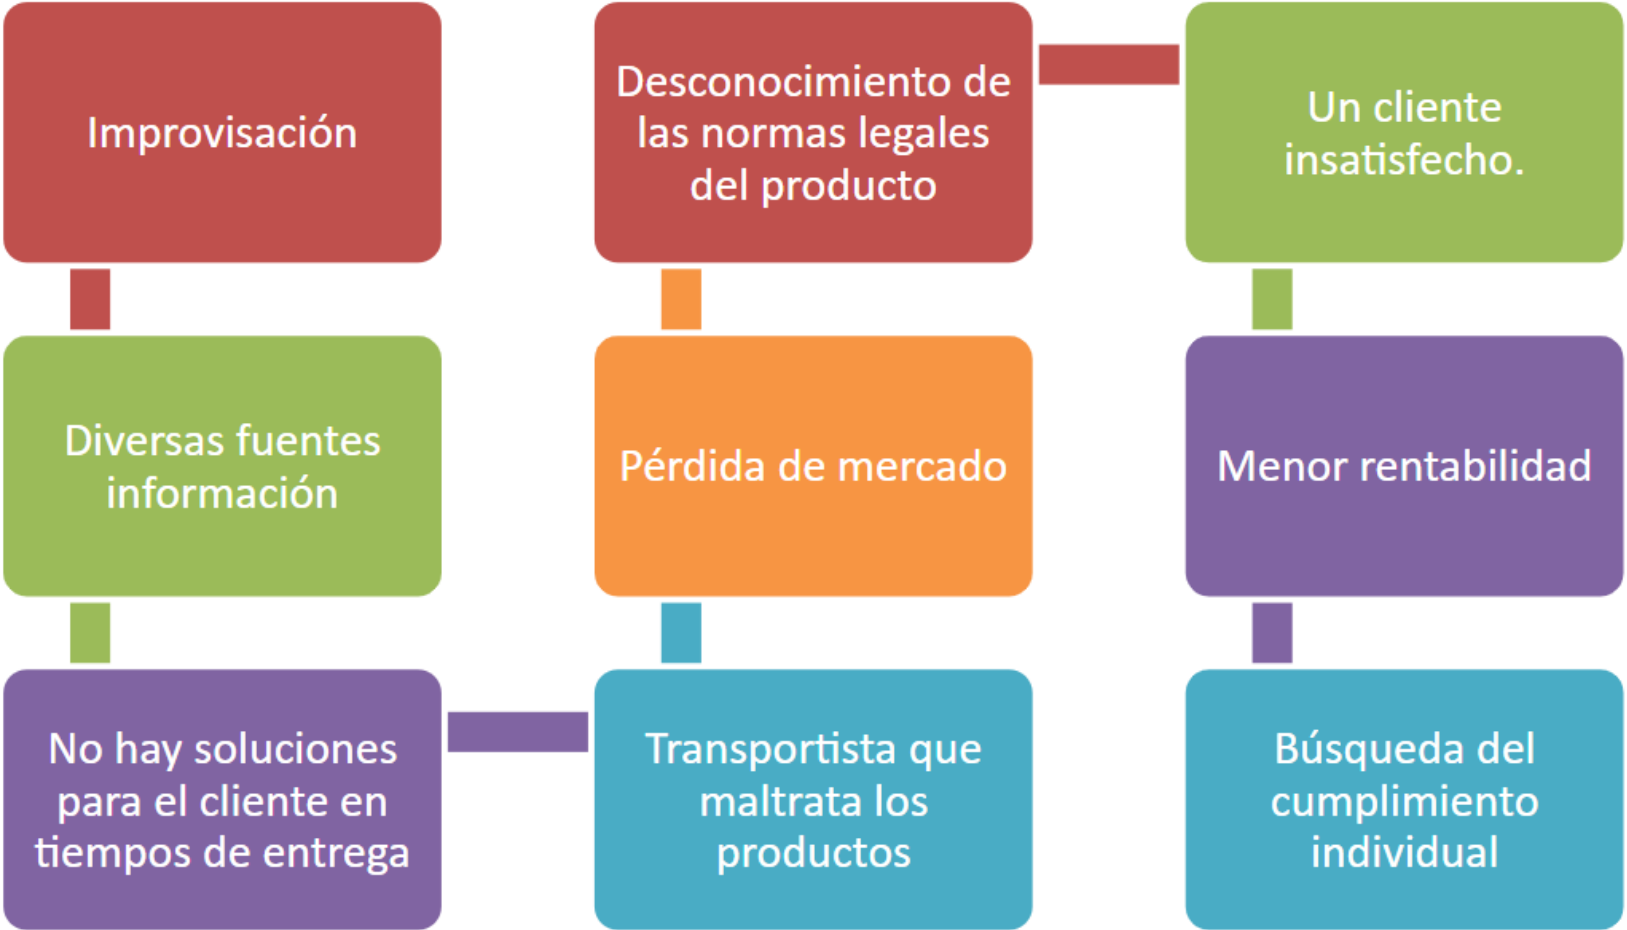 Improvisación
Diversas fuentes
información
No hay soluciones
para el cliente en
tiempos de entrega
Transportista que
maltrata los
productos
Pérdida de mercado
Desconocimiento de
las normas legales
del producto
Un cliente
insatisfecho.
Menor rentabilidad
Búsqueda del
cumplimiento
individual